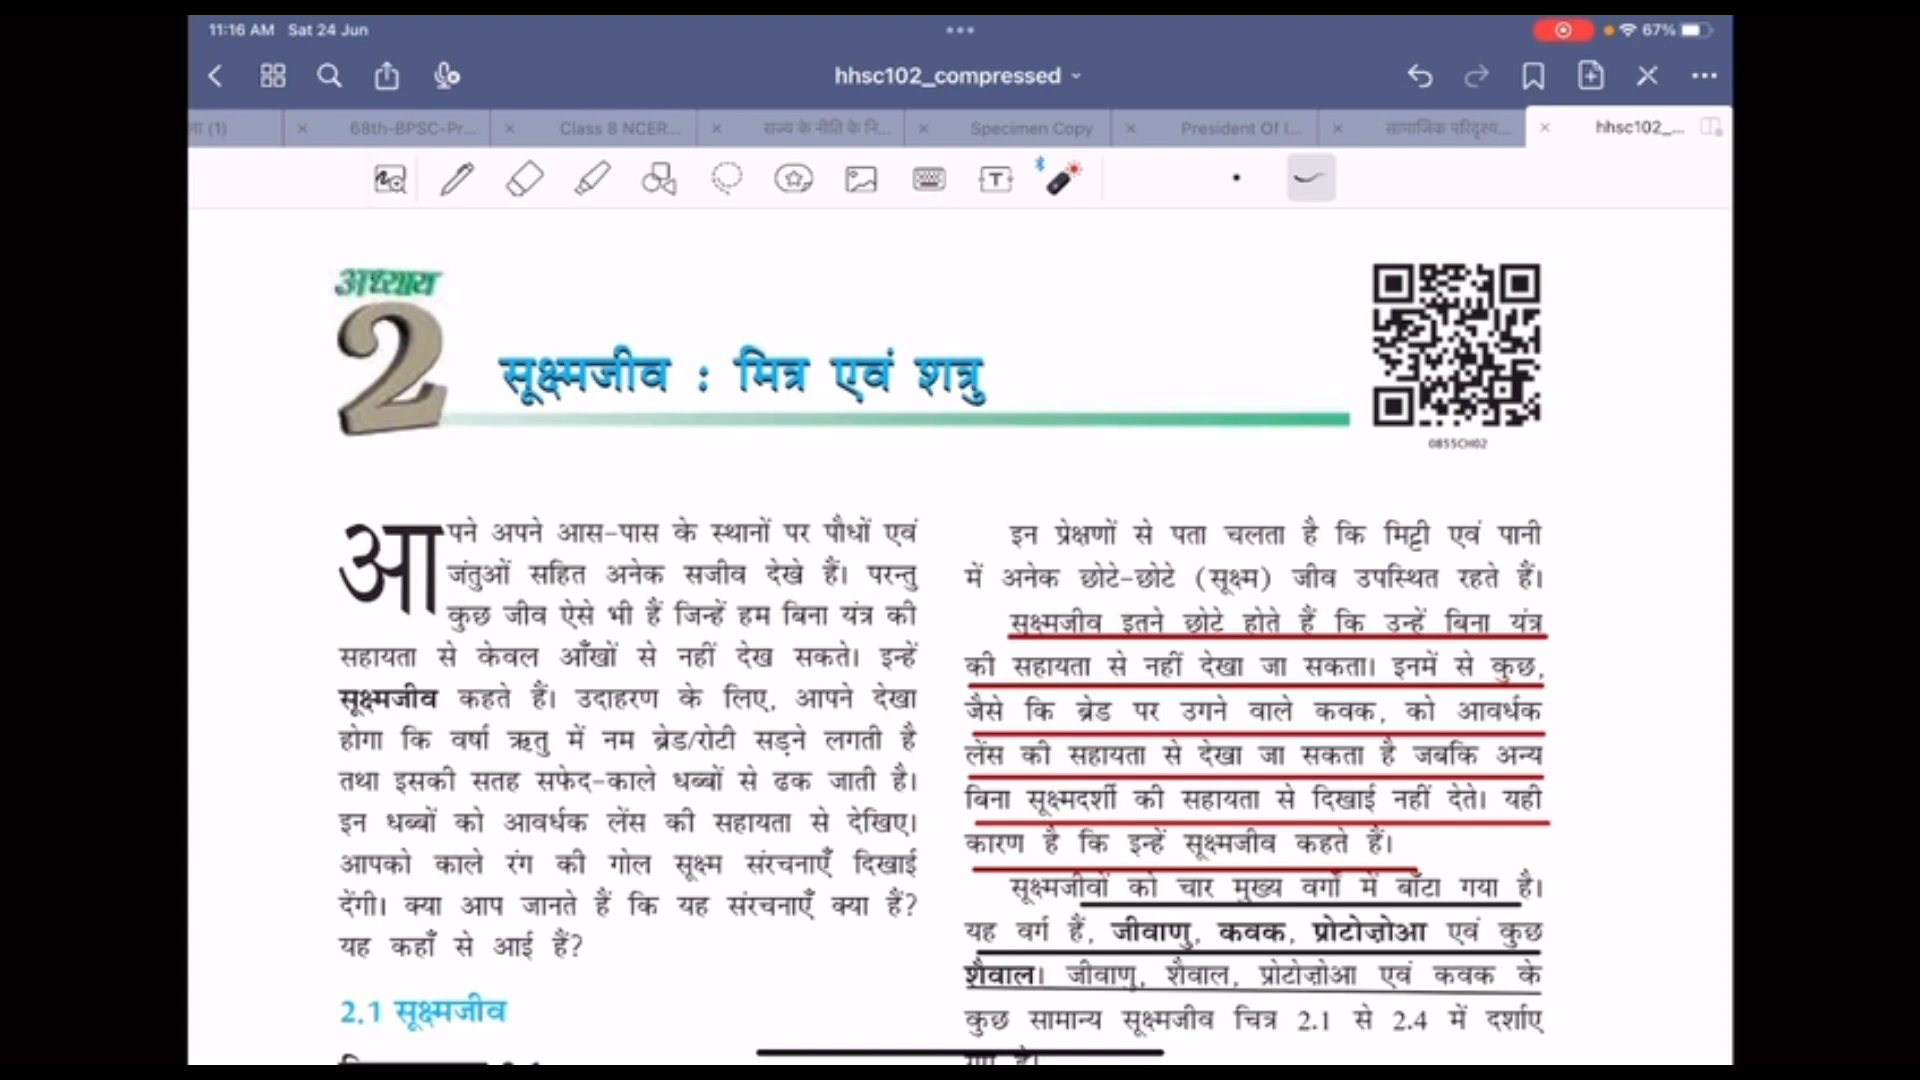 11:16 AM Sat 24 Jun
67%
hhsc102_compressed
ना (1)
68th-BPSC-Pr...
Class 8 NCER...
राज्य के नीति के नि...
Specimen Copy
President Of I...
सामाजिक परिदृश्य...
hhsc102_...
अध्याय
2
सूक्ष्मजीव : मित्र एवं शत्रु
0855CH02
आपने अपने आस-पास के स्थानों पर पौधों एवं
जंतुओं सहित अनेक सजीव देखे हैं। परन्तु
कुछ जीव ऐसे भी हैं जिन्हें हम बिना यंत्र की
सहायता से केवल आँखों से नहीं देख सकते। इन्हें
सूक्ष्मजीव कहते हैं। उदाहरण के लिए, आपने देखा
होगा कि वर्षा ऋतु में नम ब्रेड/रोटी सड़ने लगती है
तथा इसकी सतह सफेद-काले धब्बों से ढक जाती है।
इन धब्बों को आवर्धक लेंस की सहायता से देखिए।
आपको काले रंग की गोल सूक्ष्म संरचनाएँ दिखाई
देंगी। क्या आप जानते हैं कि यह संरचनाएँ क्या हैं?
यह कहाँ से आई हैं?
2.1 सूक्ष्मजीव
इन प्रेक्षणों से पता चलता है कि मिट्टी एवं पानी
में अनेक छोटे-छोटे (सूक्ष्म) जीव उपस्थित रहते हैं।
सूक्ष्मजीव इतने छोटे होते हैं कि उन्हें बिना यंत्र
की सहायता से नहीं देखा जा सकता। इनमें से कुछ,
जैसे कि ब्रेड पर उगने वाले कवक, को आवर्धक
लेंस की सहायता से देखा जा सकता है जबकि अन्य
बिना सूक्ष्मदर्शी की सहायता से दिखाई नहीं देते। यही
कारण है कि इन्हें सूक्ष्मजीव कहते हैं।
सूक्ष्मजीवों को चार मुख्य वर्गों में बाँटा गया है।
यह वर्ग हैं, जीवाणु, कवक, प्रोटोज़ोआ एवं कुछ
शैवाल। जीवाणु, शैवाल, प्रोटोज़ोआ एवं कवक के
कुछ सामान्य सूक्ष्मजीव चित्र 2.1 से 2.4 में दर्शाए